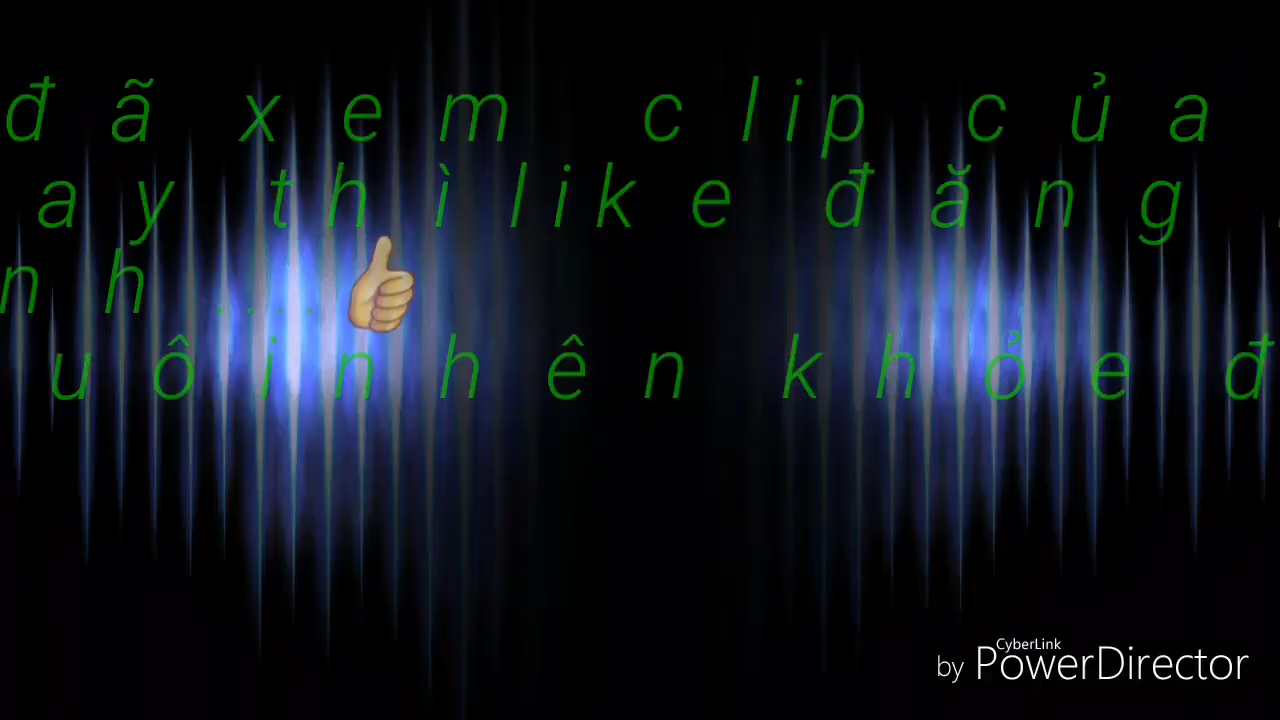 đã xem clip của
ay thì like đăng
nh ....👍
uôi nhên khỏe đ
CyberLink
by PowerDirector